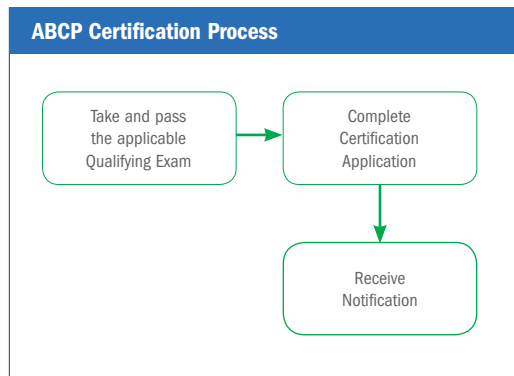 ABCP Certification Process
Take and pass
the applicable
Qualifying Exam
Complete
Certification
Application
Receive
Notification